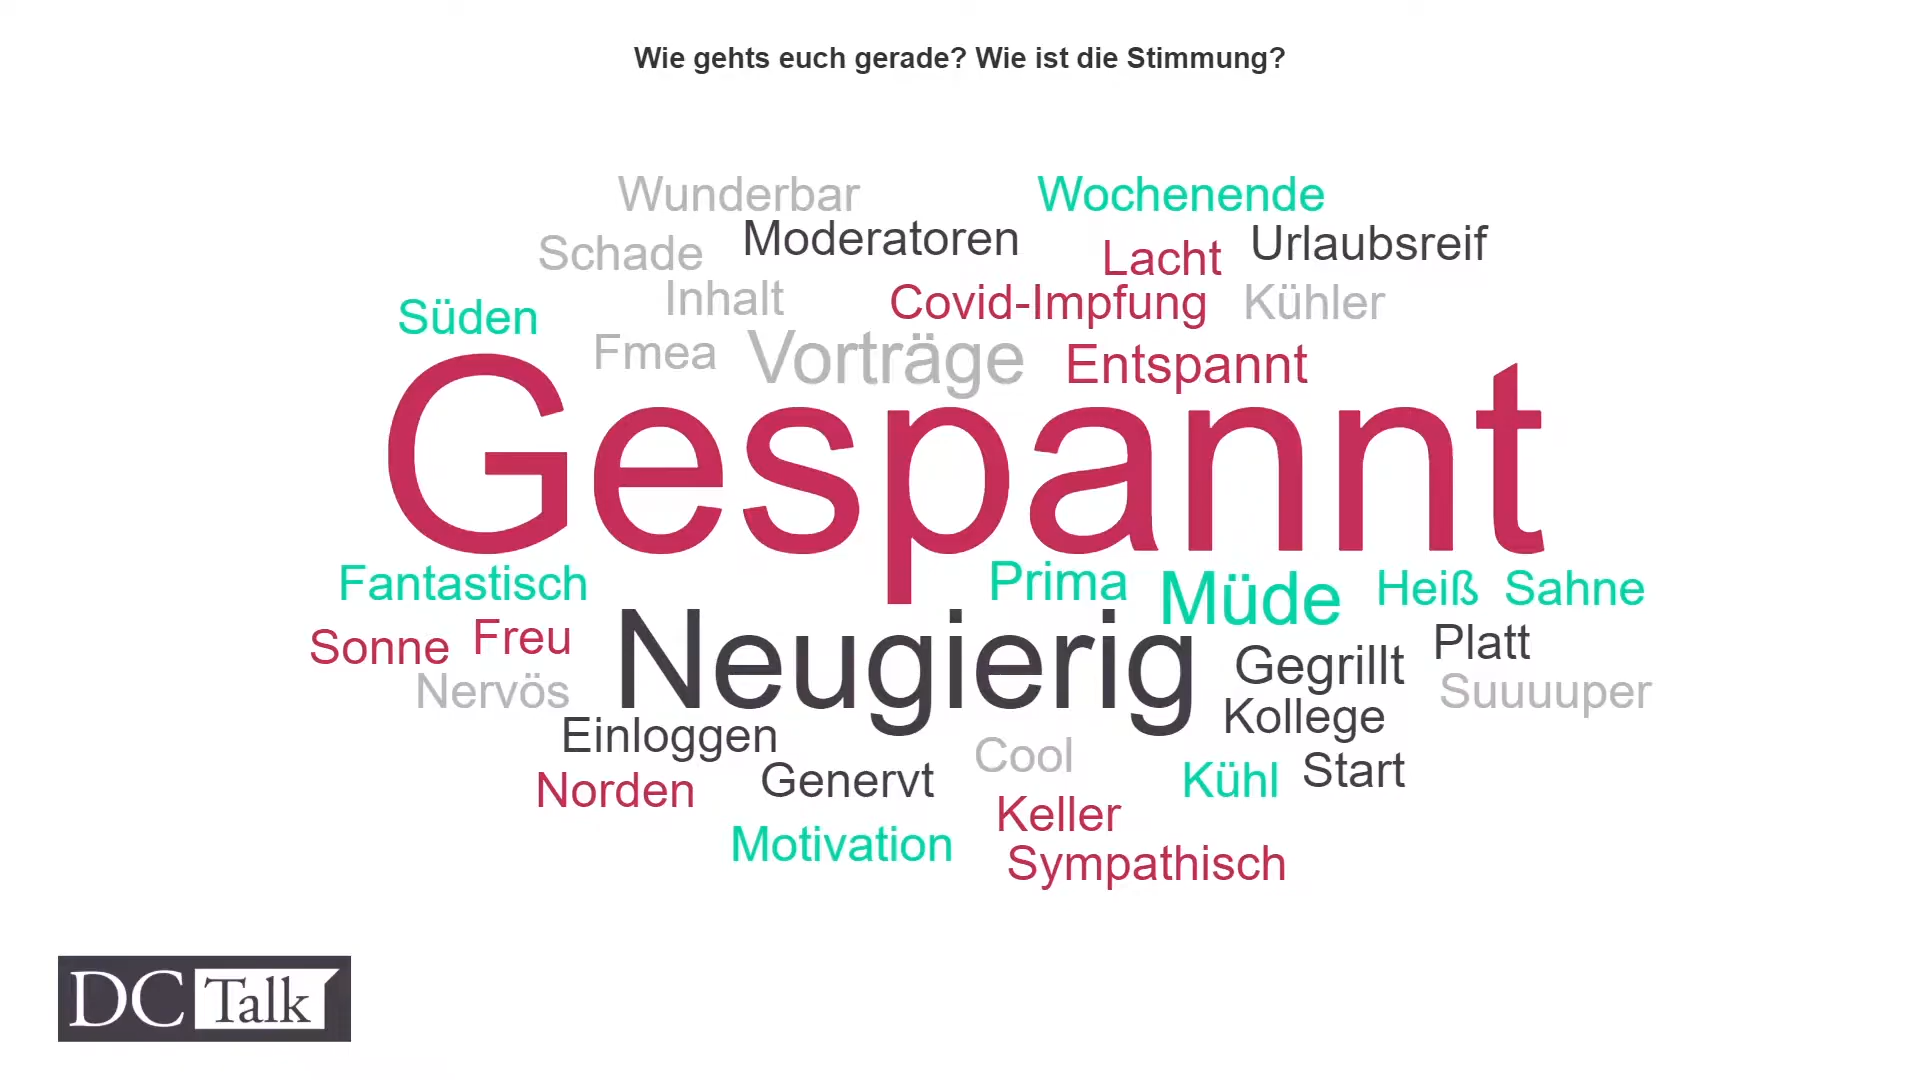 Wie gehts euch gerade? Wie ist die Stimmung?
Wunderbar
Wochenende
Schade
Moderatoren
Lacht
Urlaubsreif
Süden
Inhalt
Covid-Impfung
Kühler
Fmea
Vorträge
Entspannt
Gespannt
Fantastisch
Prima
Müde
Heiß
Sahne
Sonne
Freu
Neugierig
Gegrillt
Platt
Nervös
Suuuuper
Kollege
Einloggen
Cool
Norden
Genervt
Kühl
Start
Keller
Motivation
Sympathisch
DC Talk